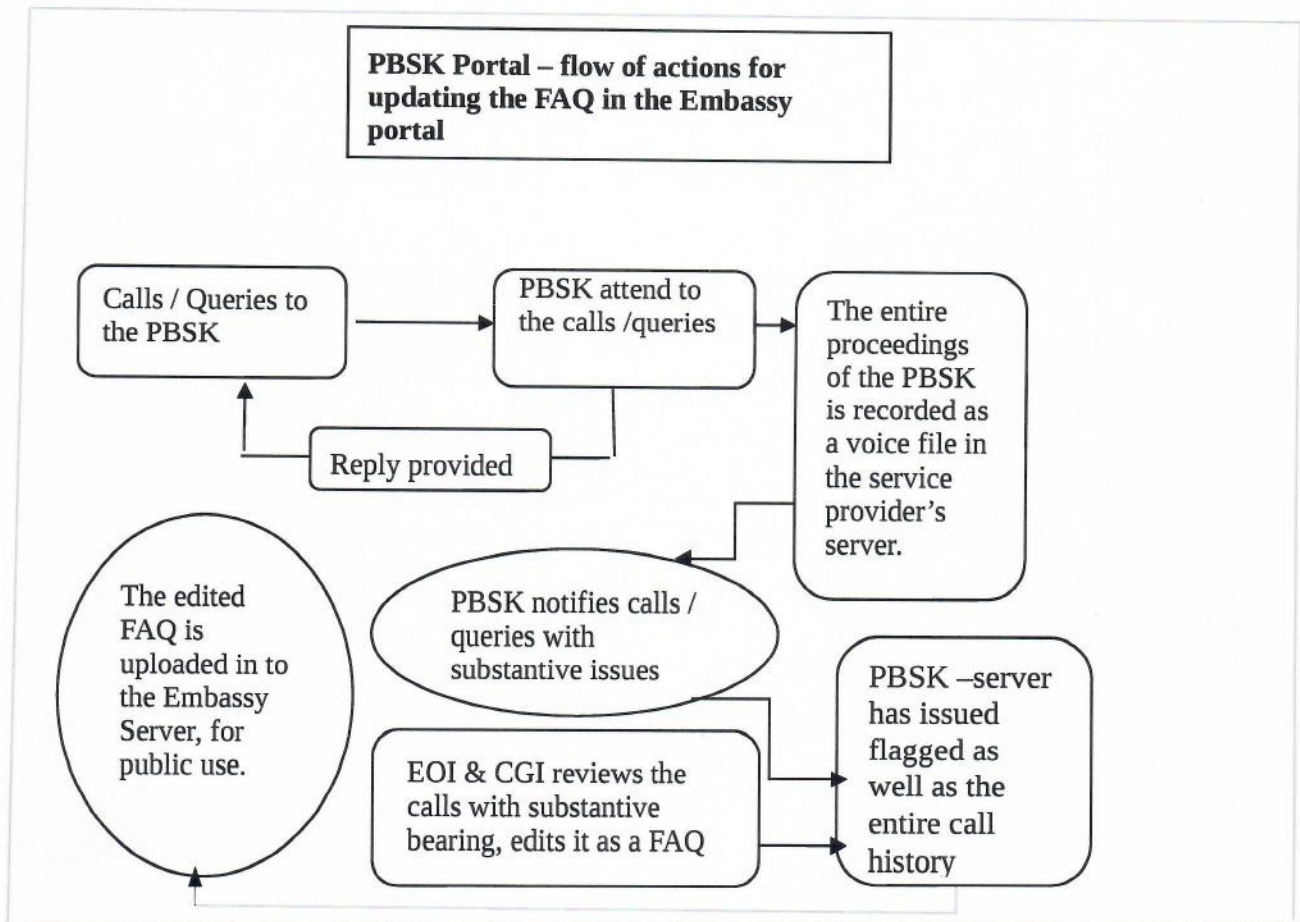 PBSK Portal – flow of actions for
updating the FAQ in the Embassy
portal
Calls / Queries to
the PBSK
PBSK attend to
the calls /queries
The entire
proceedings
of the PBSK
is recorded as
a voice file in
the service
provider's
server.
Reply provided
PBSK notifies calls /
queries with
substantive issues
PBSK –server
has issued
flagged as
well as the
entire call
history
EOI & CGI reviews the
calls with substantive
bearing, edits it as a FAQ
The edited
FAQ is
uploaded in to
the Embassy
Server, for
public use.